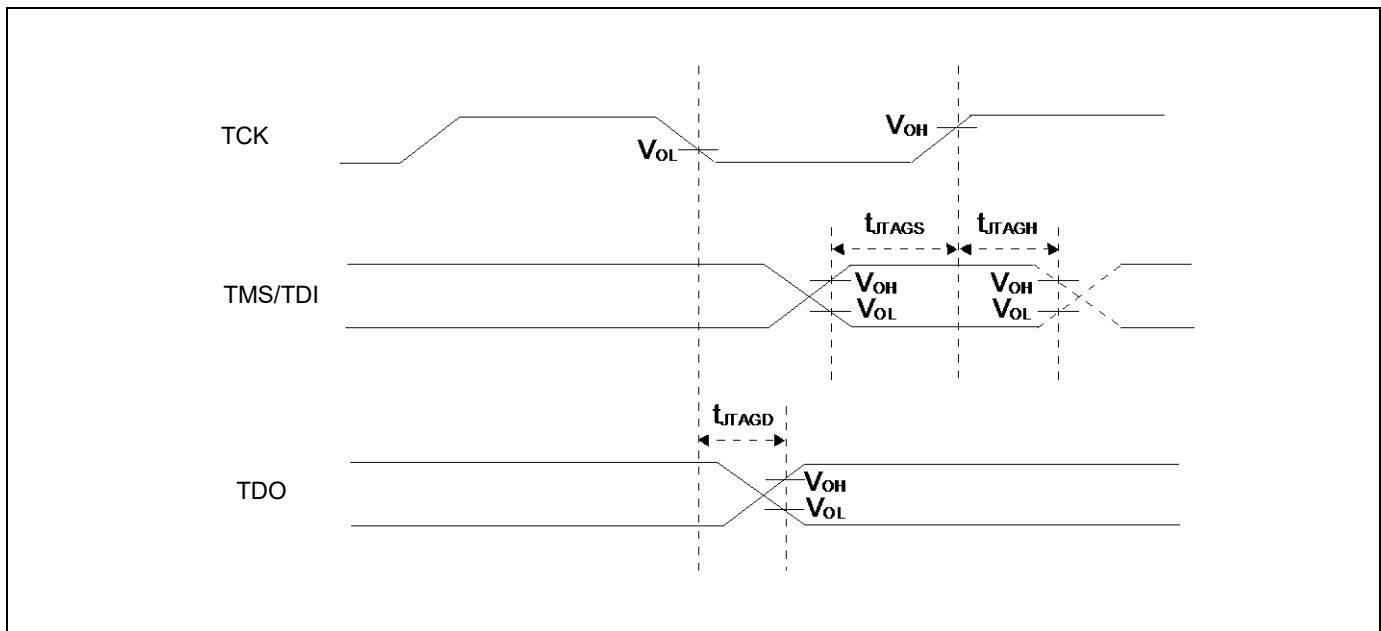 TCK
VOL
VOH
tJTAGS
tJTAGH
TMS/TDI
VOH
VOL
VOH
VOL
tJTAGD
TDO
VOH
VOL